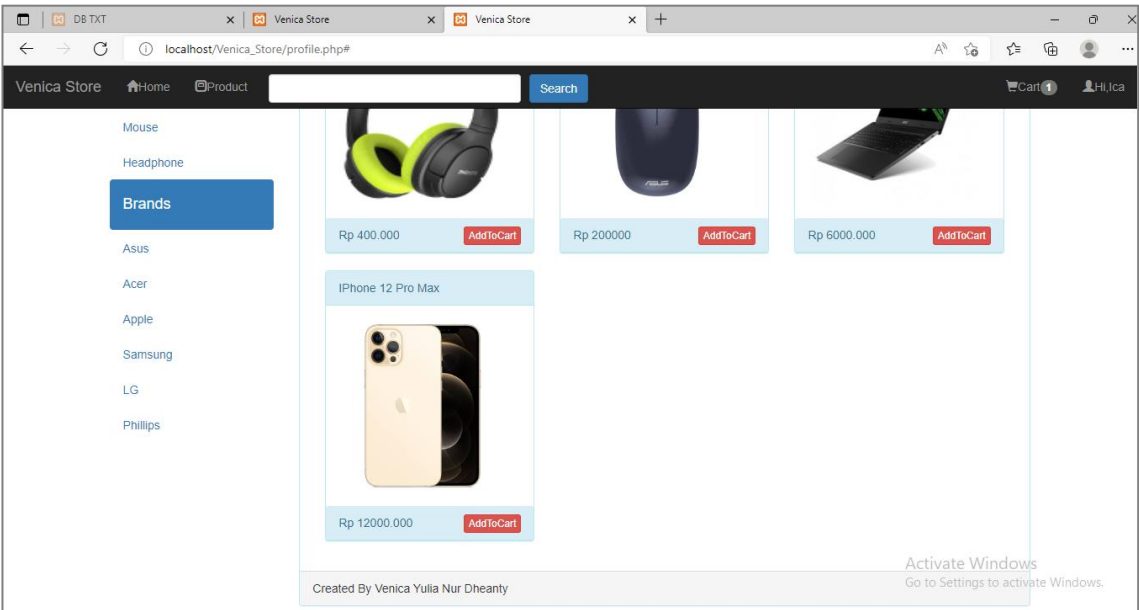 DB TXT
Venica Store
Venica Store
localhost/Venica_Store/profile.php#
Venica Store Home Product Search Cart 1 Hi,Ica
Mouse
Headphone
Brands
Asus
Acer
Apple
Samsung
LG
Phillips
PHILIPS
ASUS
Rp 400.000 AddToCart
Rp 200000 AddToCart
Rp 6000.000 AddToCart
IPhone 12 Pro Max
Rp 12000.000 AddToCart
Created By Venica Yulia Nur Dheanty
Activate Windows
Go to Settings to activate Windows.